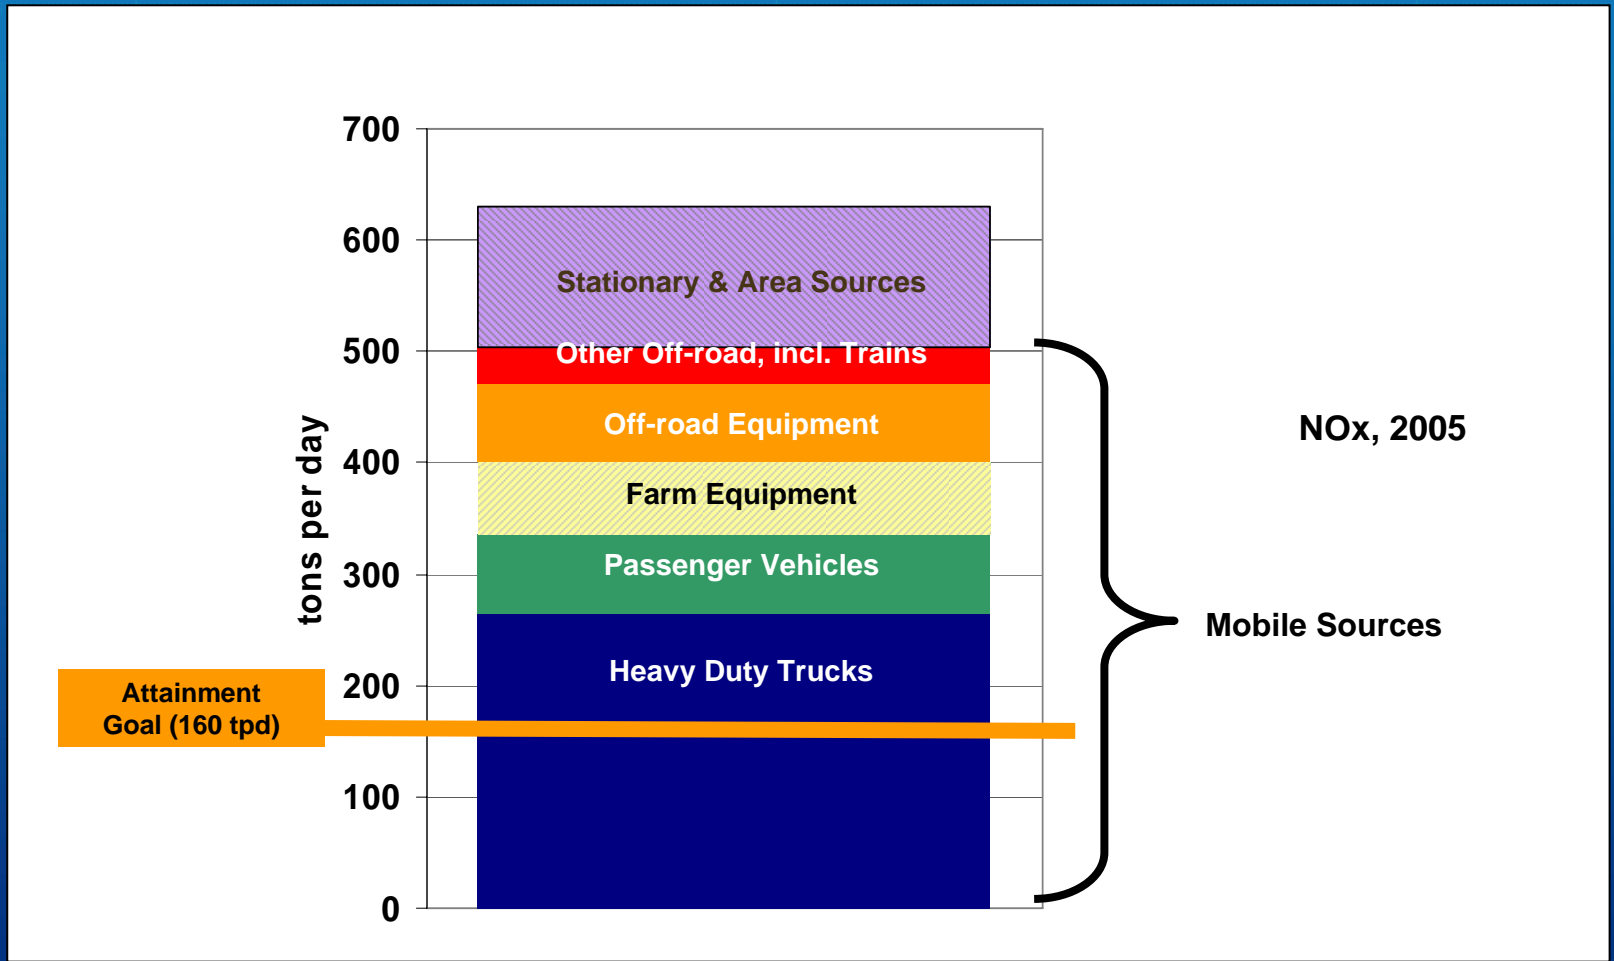 700
600
500
400
300
200
100
0
tons per day
Stationary & Area Sources
Other Off-road, incl. Trains
Off-road Equipment
Farm Equipment
Passenger Vehicles
Heavy Duty Trucks
Attainment
Goal (160 tpd)
NOx, 2005
Mobile Sources